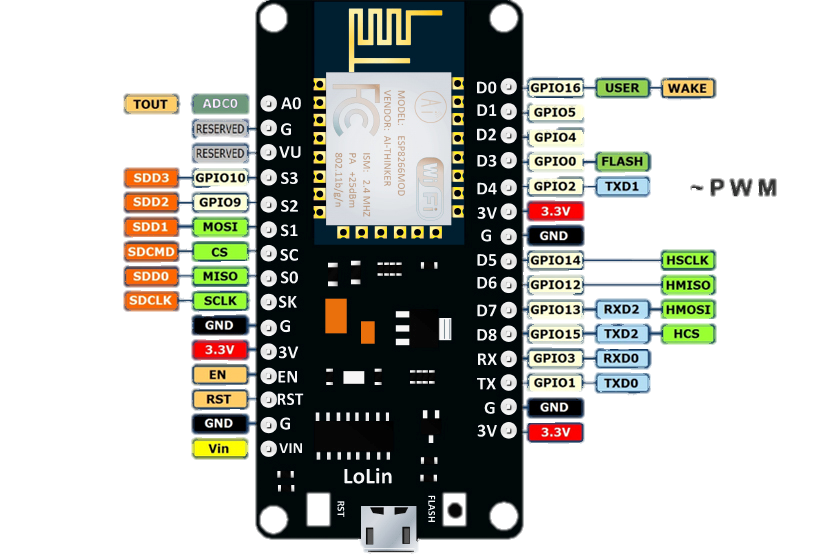 TOUT ADC0 A0
RESERVED G
RESERVED VU
SDD3 GPIO10 S3
SDD2 GPIO9 S2
SDD1 MOSI S1
SDCMD CS SC
SDD0 MISO S0
SDCLK SCLK SK
GND G
3.3V 3V
EN EN
RST RST
GND G
Vin VIN
AI
MODEL: ESP8266MOD
VENDOR: AI-THINKER
FC
ISM: 2.4 MHZ
PA +25dBm
802.11b/g/n
WiFi
D0 GPIO16 USER WAKE
D1 GPIO5
D2 GPIO4
D3 GPIO0 FLASH
D4 GPIO2 TXD1
3V 3.3V
G GND
D5 GPIO14 HSCLK
D6 GPIO12 HMISO
D7 GPIO13 RXD2 HMOSI
D8 GPIO15 TXD2 HCS
RX GPIO3 RXD0
TX GPIO1 TXD0
G GND
3V 3.3V
~PWM
LoLin
RST
FLASH